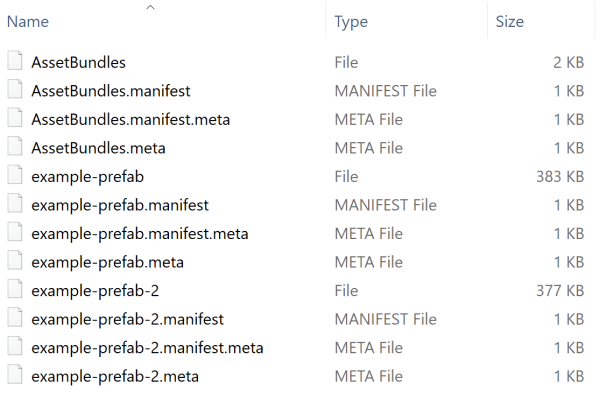 Name Type Size
AssetBundles File 2 KB
AssetBundles.manifest MANIFEST File 1 KB
AssetBundles.manifest.meta META File 1 KB
AssetBundles.meta META File 1 KB
example-prefab File 383 KB
example-prefab.manifest MANIFEST File 1 KB
example-prefab.manifest.meta META File 1 KB
example-prefab.meta META File 1 KB
example-prefab-2 File 377 KB
example-prefab-2.manifest MANIFEST File 1 KB
example-prefab-2.manifest.meta META File 1 KB
example-prefab-2.meta META File 1 KB